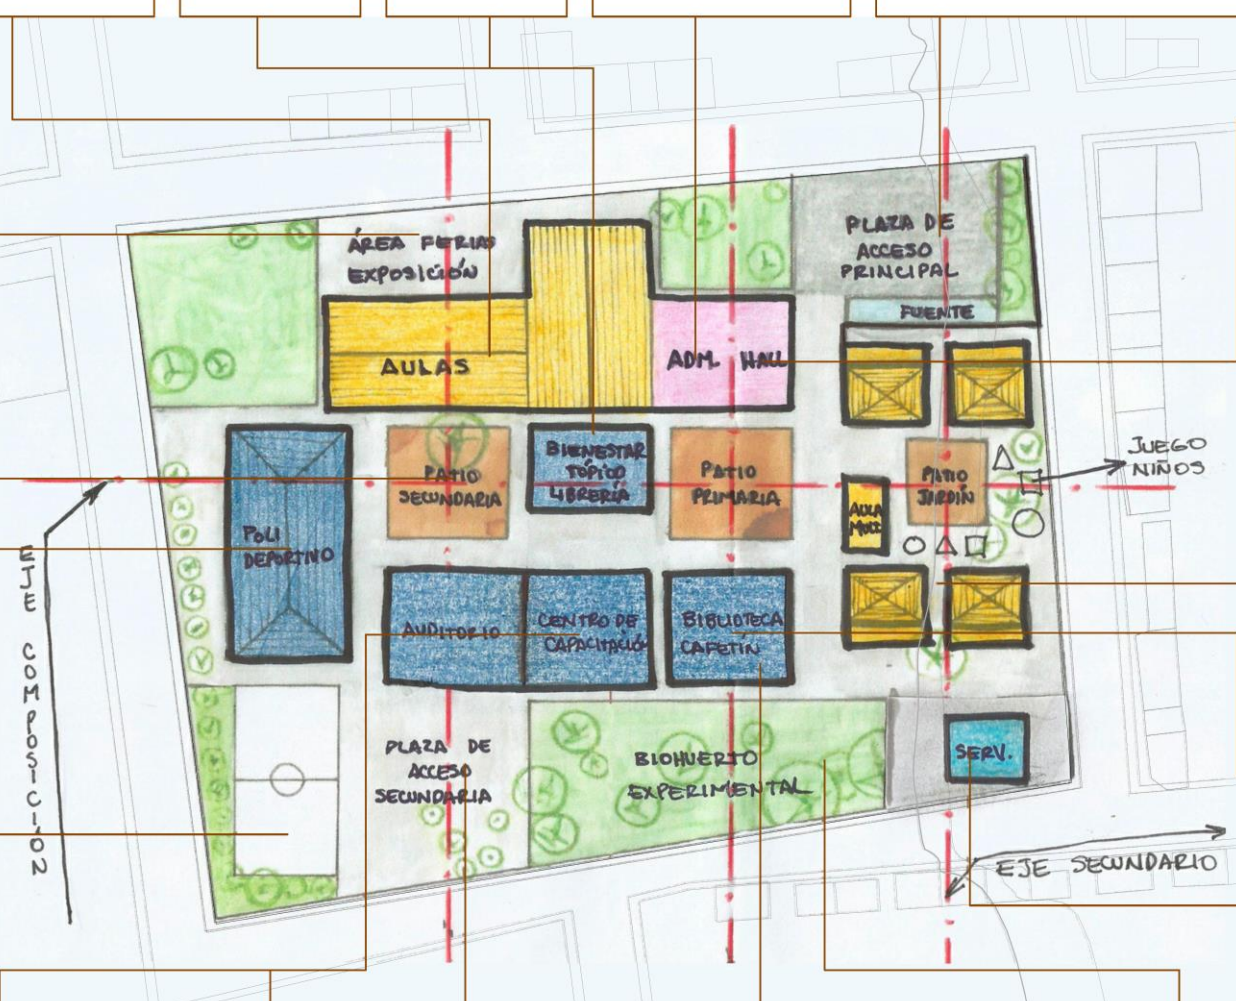 ÁREA FERIAS
EXPOSICIÓN
PLAZA DE
ACCESO
PRINCIPAL
FUENTE
AULAS
ADM. HALL
JUEGO
NIÑOS
PATIO
SECUNDARIA
BIENESTAR
TÓPICO
LIBRERÍA
PATIO
PRIMARIA
PATIO
JARDÍN
AULA
MULT.
POLI
DEPORTIVO
EJE COMPOSICIÓN
AUDITORIO
CENTRO DE
CAPACITACIÓN
BIBLIOTECA
CAFETÍN
PLAZA DE
ACCESO
SECUNDARIA
BIOHUERTO
EXPERIMENTAL
SERV.
EJE SECUNDARIO